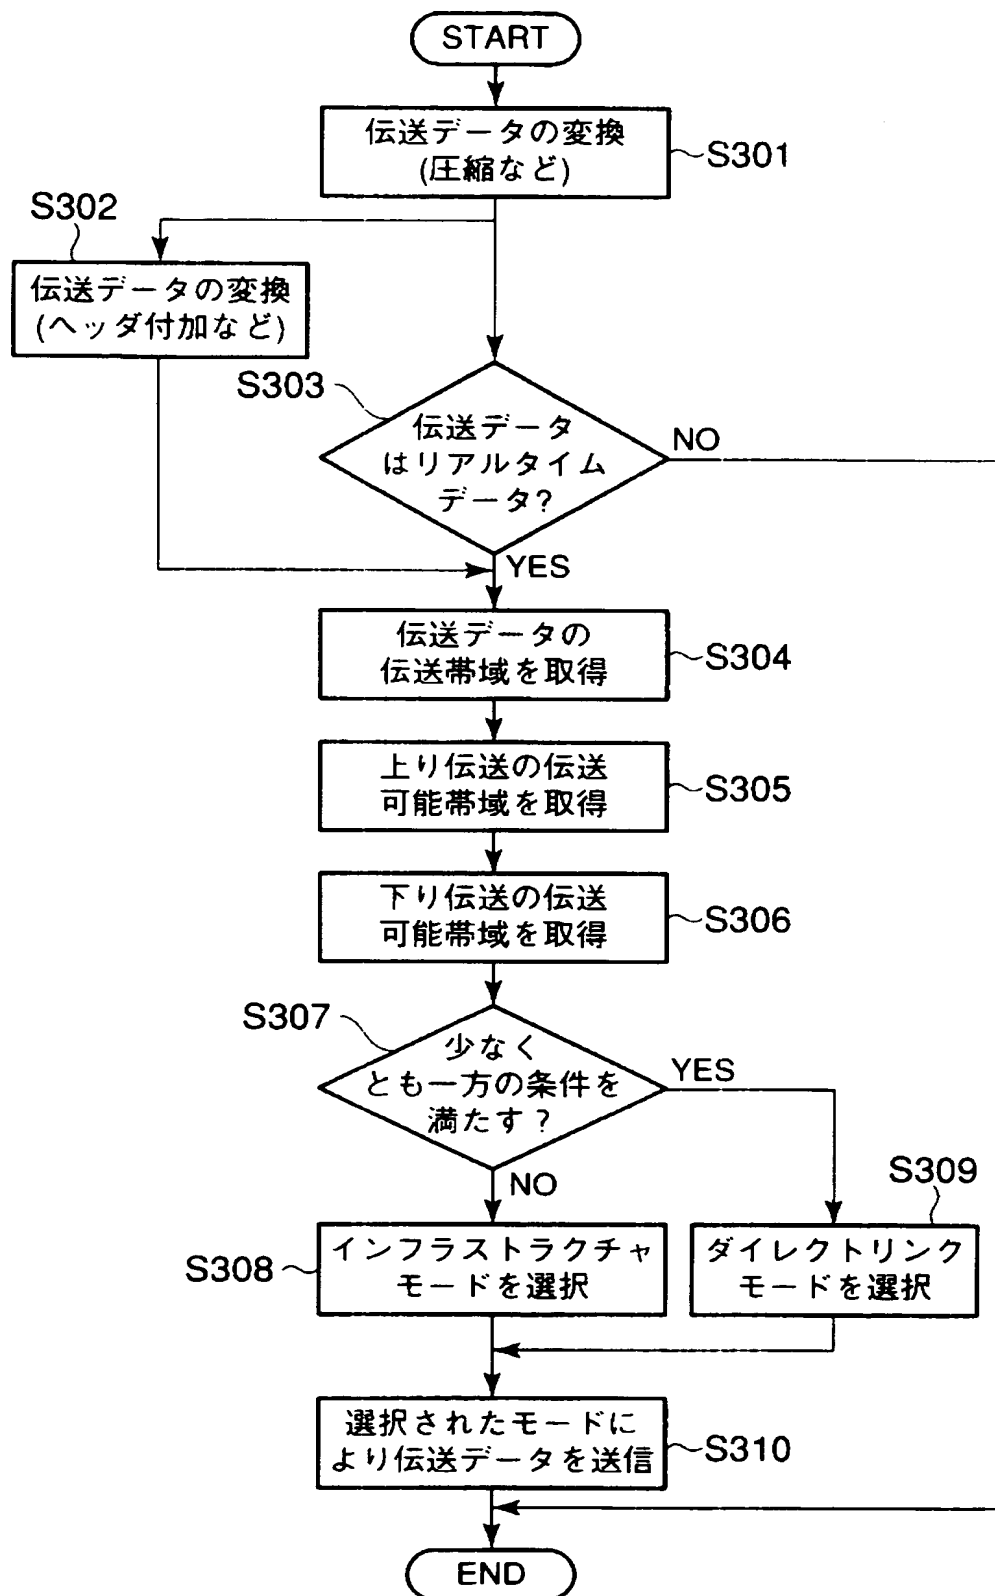 START
伝送データの変換
(圧縮など)
S301
S302
伝送データの変換
(ヘッダ付加など)
S303
伝送データ
はリアルタイム
データ?
NO
YES
伝送データの
伝送帯域を取得
S304
上り伝送の伝送
可能帯域を取得
S305
下り伝送の伝送
可能帯域を取得
S306
S307
少なく
とも一方の条件を
満たす?
YES
NO
S309
S308
インフラストラクチャ
モードを選択
ダイレクトリンク
モードを選択
選択されたモードに
より伝送データを送信
S310
END